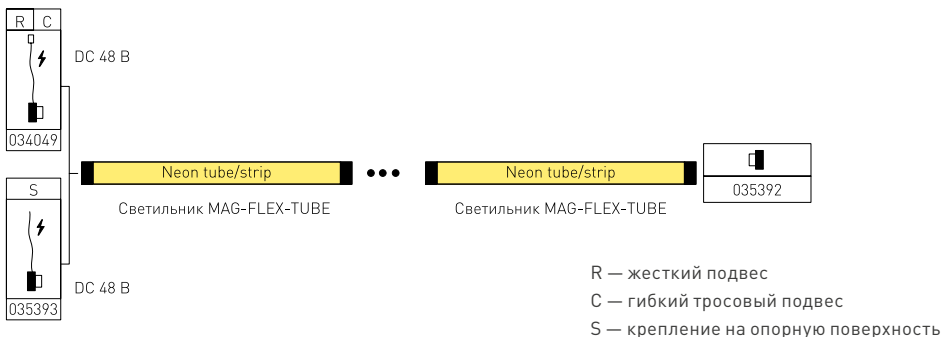 R C
DC 48 В
034049
Neon tube/strip
Neon tube/strip
Светильник MAG-FLEX-TUBE
Светильник MAG-FLEX-TUBE
035392
S
DC 48 В
035393
R — жесткий подвес
C — гибкий тросовый подвес
S — крепление на опорную поверхность